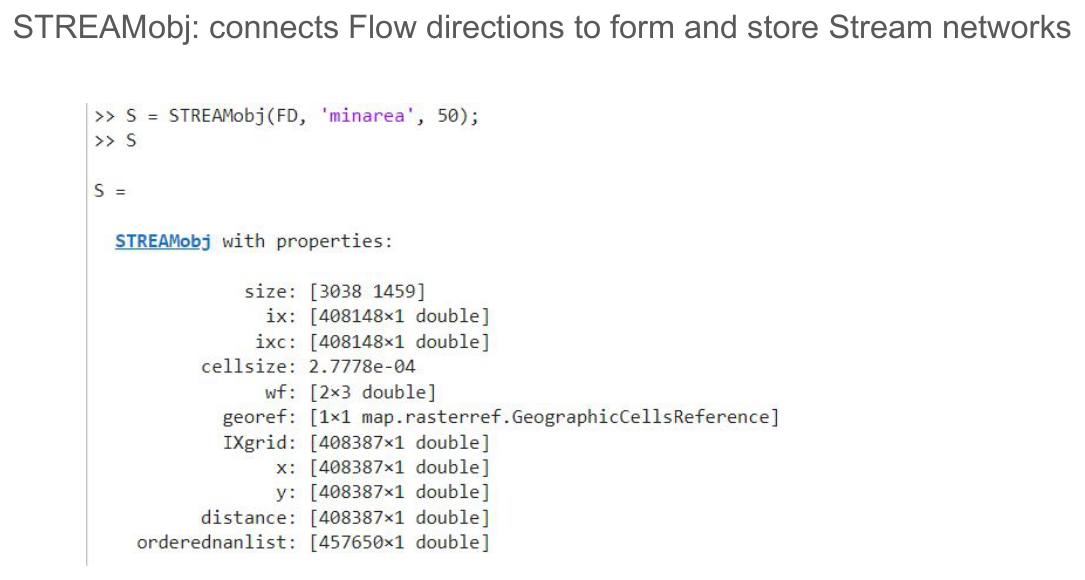 STREAMobj: connects Flow directions to form and store Stream networks
>> S = STREAMobj(FD, 'minarea', 50);
>> S
S =
STREAMobj with properties:
size: [3038 1459]
ix: [408148×1 double]
ixc: [408148×1 double]
cellsize: 2.7778e-04
wf: [2×3 double]
georef: [1×1 map.rasterref.GeographicCellsReference]
IXgrid: [408387×1 double]
x: [408387×1 double]
y: [408387×1 double]
distance: [408387×1 double]
orderednanlist: [457650×1 double]